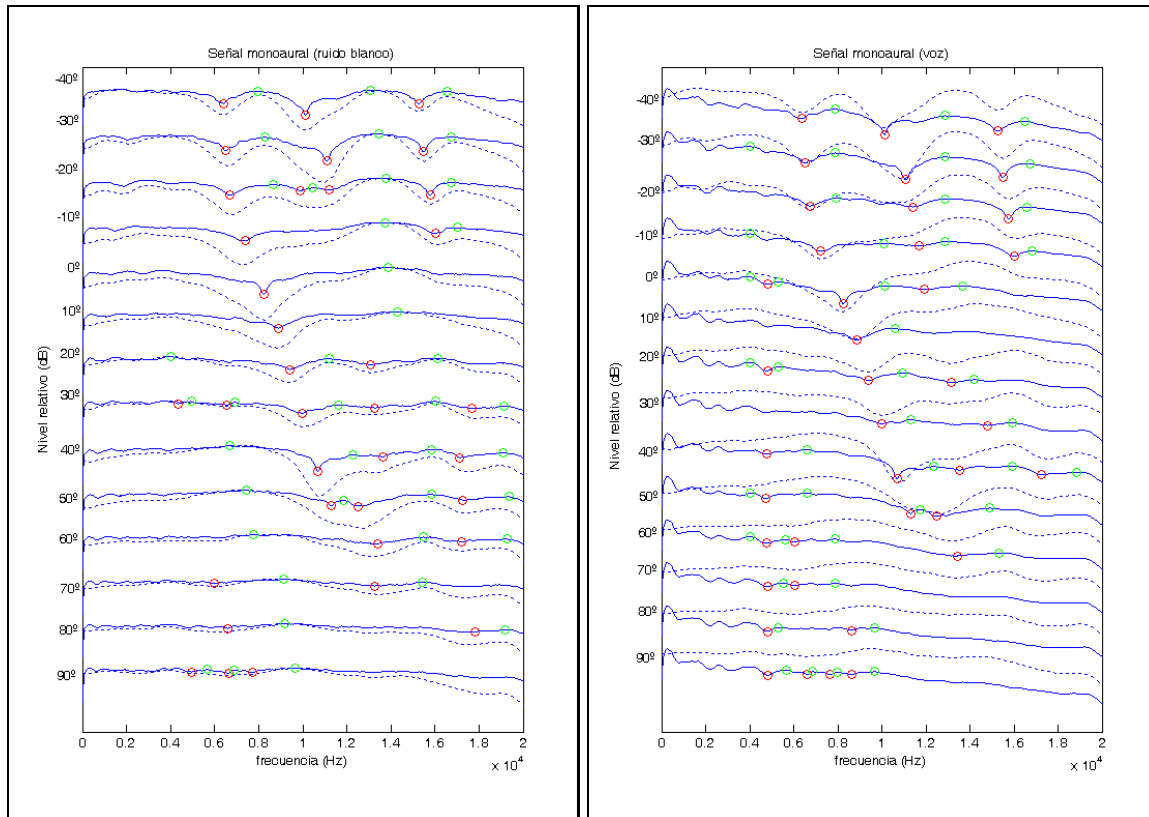 Señal monoaural (ruido blanco)
-40º
-30º
-20º
-10º
0º
10º
20º
30º
40º
50º
60º
70º
80º
90º
Nivel relativo (dB)
0 0.2 0.4 0.6 0.8 1 1.2 1.4 1.6 1.8 2
frecuencia (Hz)
x 10^4
Señal monoaural (voz)
-40º
-30º
-20º
-10º
0º
10º
20º
30º
40º
50º
60º
70º
80º
90º
Nivel relativo (dB)
0 0.2 0.4 0.6 0.8 1 1.2 1.4 1.6 1.8 2
frecuencia (Hz)
x 10^4